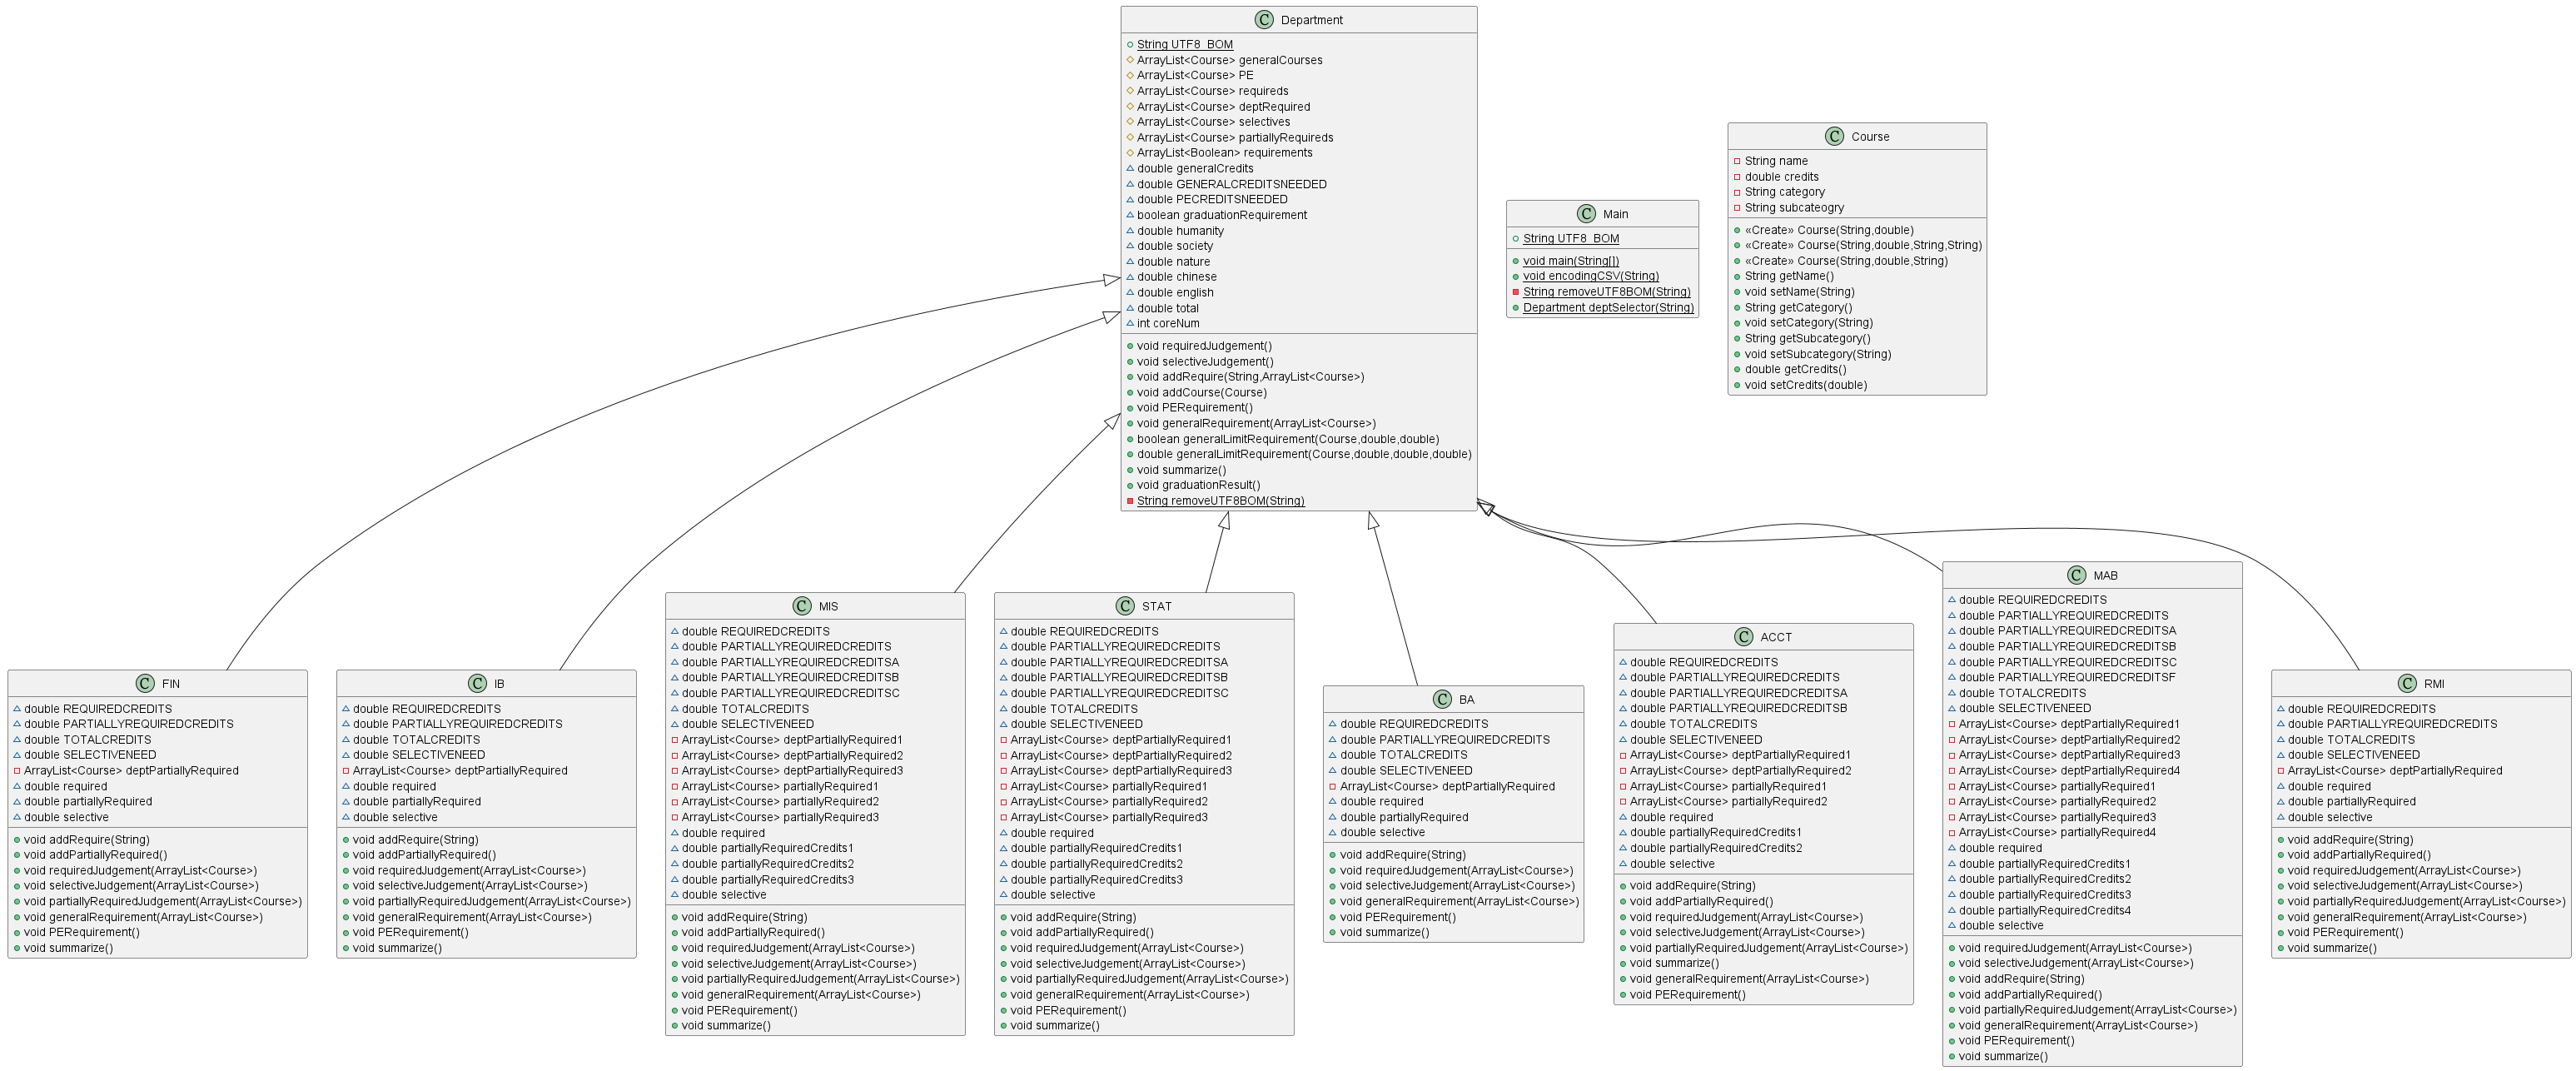 Department
String UTF8_BOM
ArrayList<Course> generalCourses
ArrayList<Course> PE
ArrayList<Course> requireds
ArrayList<Course> deptRequired
ArrayList<Course> selectives
ArrayList<Course> partiallyRequireds
ArrayList<Boolean> requirements
double generalCredits
double GENERALCREDITSNEEDED
double PECREDITSNEEDED
boolean graduationRequirement
double humanity
double society
double nature
double chinese
double english
double total
int coreNum
void requiredJudgement()
void selectiveJudgement()
void addRequire(String,ArrayList<Course>)
void addCourse(Course)
void PERequirement()
void generalRequirement(ArrayList<Course>)
boolean generalLimitRequirement(Course,double,double)
double generalLimitRequirement(Course,double,double,double)
void summarize()
void graduationResult()
String removeUTF8BOM(String)
Main
String UTF8_BOM
void main(String[])
void encodingCSV(String)
String removeUTF8BOM(String)
Department deptSelector(String)
Course
String name
double credits
String category
String subcateogry
«Create» Course(String,double)
«Create» Course(String,double,String,String)
«Create» Course(String,double,String)
String getName()
void setName(String)
String getCategory()
void setCategory(String)
String getSubcategory()
void setSubcategory(String)
double getCredits()
void setCredits(double)
FIN
double REQUIREDCREDITS
double PARTIALLYREQUIREDCREDITS
double TOTALCREDITS
double SELECTIVENEED
ArrayList<Course> deptPartiallyRequired
double required
double partiallyRequired
double selective
void addRequire(String)
void addPartiallyRequired()
void requiredJudgement(ArrayList<Course>)
void selectiveJudgement(ArrayList<Course>)
void partiallyRequiredJudgement(ArrayList<Course>)
void generalRequirement(ArrayList<Course>)
void PERequirement()
void summarize()
IB
double REQUIREDCREDITS
double PARTIALLYREQUIREDCREDITS
double TOTALCREDITS
double SELECTIVENEED
ArrayList<Course> deptPartiallyRequired
double required
double partiallyRequired
double selective
void addRequire(String)
void addPartiallyRequired()
void requiredJudgement(ArrayList<Course>)
void selectiveJudgement(ArrayList<Course>)
void partiallyRequiredJudgement(ArrayList<Course>)
void generalRequirement(ArrayList<Course>)
void PERequirement()
void summarize()
MIS
double REQUIREDCREDITS
double PARTIALLYREQUIREDCREDITS
double PARTIALLYREQUIREDCREDITSA
double PARTIALLYREQUIREDCREDITSB
double PARTIALLYREQUIREDCREDITSC
double TOTALCREDITS
double SELECTIVENEED
ArrayList<Course> deptPartiallyRequired1
ArrayList<Course> deptPartiallyRequired2
ArrayList<Course> deptPartiallyRequired3
ArrayList<Course> partiallyRequired1
ArrayList<Course> partiallyRequired2
ArrayList<Course> partiallyRequired3
double required
double partiallyRequiredCredits1
double partiallyRequiredCredits2
double partiallyRequiredCredits3
double selective
void addRequire(String)
void addPartiallyRequired()
void requiredJudgement(ArrayList<Course>)
void selectiveJudgement(ArrayList<Course>)
void partiallyRequiredJudgement(ArrayList<Course>)
void generalRequirement(ArrayList<Course>)
void PERequirement()
void summarize()
STAT
double REQUIREDCREDITS
double PARTIALLYREQUIREDCREDITS
double PARTIALLYREQUIREDCREDITSA
double PARTIALLYREQUIREDCREDITSB
double PARTIALLYREQUIREDCREDITSC
double TOTALCREDITS
double SELECTIVENEED
ArrayList<Course> deptPartiallyRequired1
ArrayList<Course> deptPartiallyRequired2
ArrayList<Course> deptPartiallyRequired3
ArrayList<Course> partiallyRequired1
ArrayList<Course> partiallyRequired2
ArrayList<Course> partiallyRequired3
double required
double partiallyRequiredCredits1
double partiallyRequiredCredits2
double partiallyRequiredCredits3
double selective
void addRequire(String)
void addPartiallyRequired()
void requiredJudgement(ArrayList<Course>)
void selectiveJudgement(ArrayList<Course>)
void partiallyRequiredJudgement(ArrayList<Course>)
void generalRequirement(ArrayList<Course>)
void PERequirement()
void summarize()
BA
double REQUIREDCREDITS
double PARTIALLYREQUIREDCREDITS
double TOTALCREDITS
double SELECTIVENEED
ArrayList<Course> deptPartiallyRequired
double required
double partiallyRequired
double selective
void addRequire(String)
void requiredJudgement(ArrayList<Course>)
void selectiveJudgement(ArrayList<Course>)
void generalRequirement(ArrayList<Course>)
void PERequirement()
void summarize()
ACCT
double REQUIREDCREDITS
double PARTIALLYREQUIREDCREDITS
double PARTIALLYREQUIREDCREDITSA
double PARTIALLYREQUIREDCREDITSB
double TOTALCREDITS
double SELECTIVENEED
ArrayList<Course> deptPartiallyRequired1
ArrayList<Course> deptPartiallyRequired2
ArrayList<Course> partiallyRequired1
ArrayList<Course> partiallyRequired2
double required
double partiallyRequiredCredits1
double partiallyRequiredCredits2
double selective
void addRequire(String)
void addPartiallyRequired()
void requiredJudgement(ArrayList<Course>)
void selectiveJudgement(ArrayList<Course>)
void partiallyRequiredJudgement(ArrayList<Course>)
void summarize()
void generalRequirement(ArrayList<Course>)
void PERequirement()
MAB
double REQUIREDCREDITS
double PARTIALLYREQUIREDCREDITS
double PARTIALLYREQUIREDCREDITSA
double PARTIALLYREQUIREDCREDITSB
double PARTIALLYREQUIREDCREDITSC
double PARTIALLYREQUIREDCREDITSF
double TOTALCREDITS
double SELECTIVENEED
ArrayList<Course> deptPartiallyRequired1
ArrayList<Course> deptPartiallyRequired2
ArrayList<Course> deptPartiallyRequired3
ArrayList<Course> deptPartiallyRequired4
ArrayList<Course> partiallyRequired1
ArrayList<Course> partiallyRequired2
ArrayList<Course> partiallyRequired3
ArrayList<Course> partiallyRequired4
double required
double partiallyRequiredCredits1
double partiallyRequiredCredits2
double partiallyRequiredCredits3
double partiallyRequiredCredits4
double selective
void requiredJudgement(ArrayList<Course>)
void selectiveJudgement(ArrayList<Course>)
void addRequire(String)
void addPartiallyRequired()
void partiallyRequiredJudgement(ArrayList<Course>)
void generalRequirement(ArrayList<Course>)
void PERequirement()
void summarize()
RMI
double REQUIREDCREDITS
double PARTIALLYREQUIREDCREDITS
double TOTALCREDITS
double SELECTIVENEED
ArrayList<Course> deptPartiallyRequired
double required
double partiallyRequired
double selective
void addRequire(String)
void addPartiallyRequired()
void requiredJudgement(ArrayList<Course>)
void selectiveJudgement(ArrayList<Course>)
void partiallyRequiredJudgement(ArrayList<Course>)
void generalRequirement(ArrayList<Course>)
void PERequirement()
void summarize()